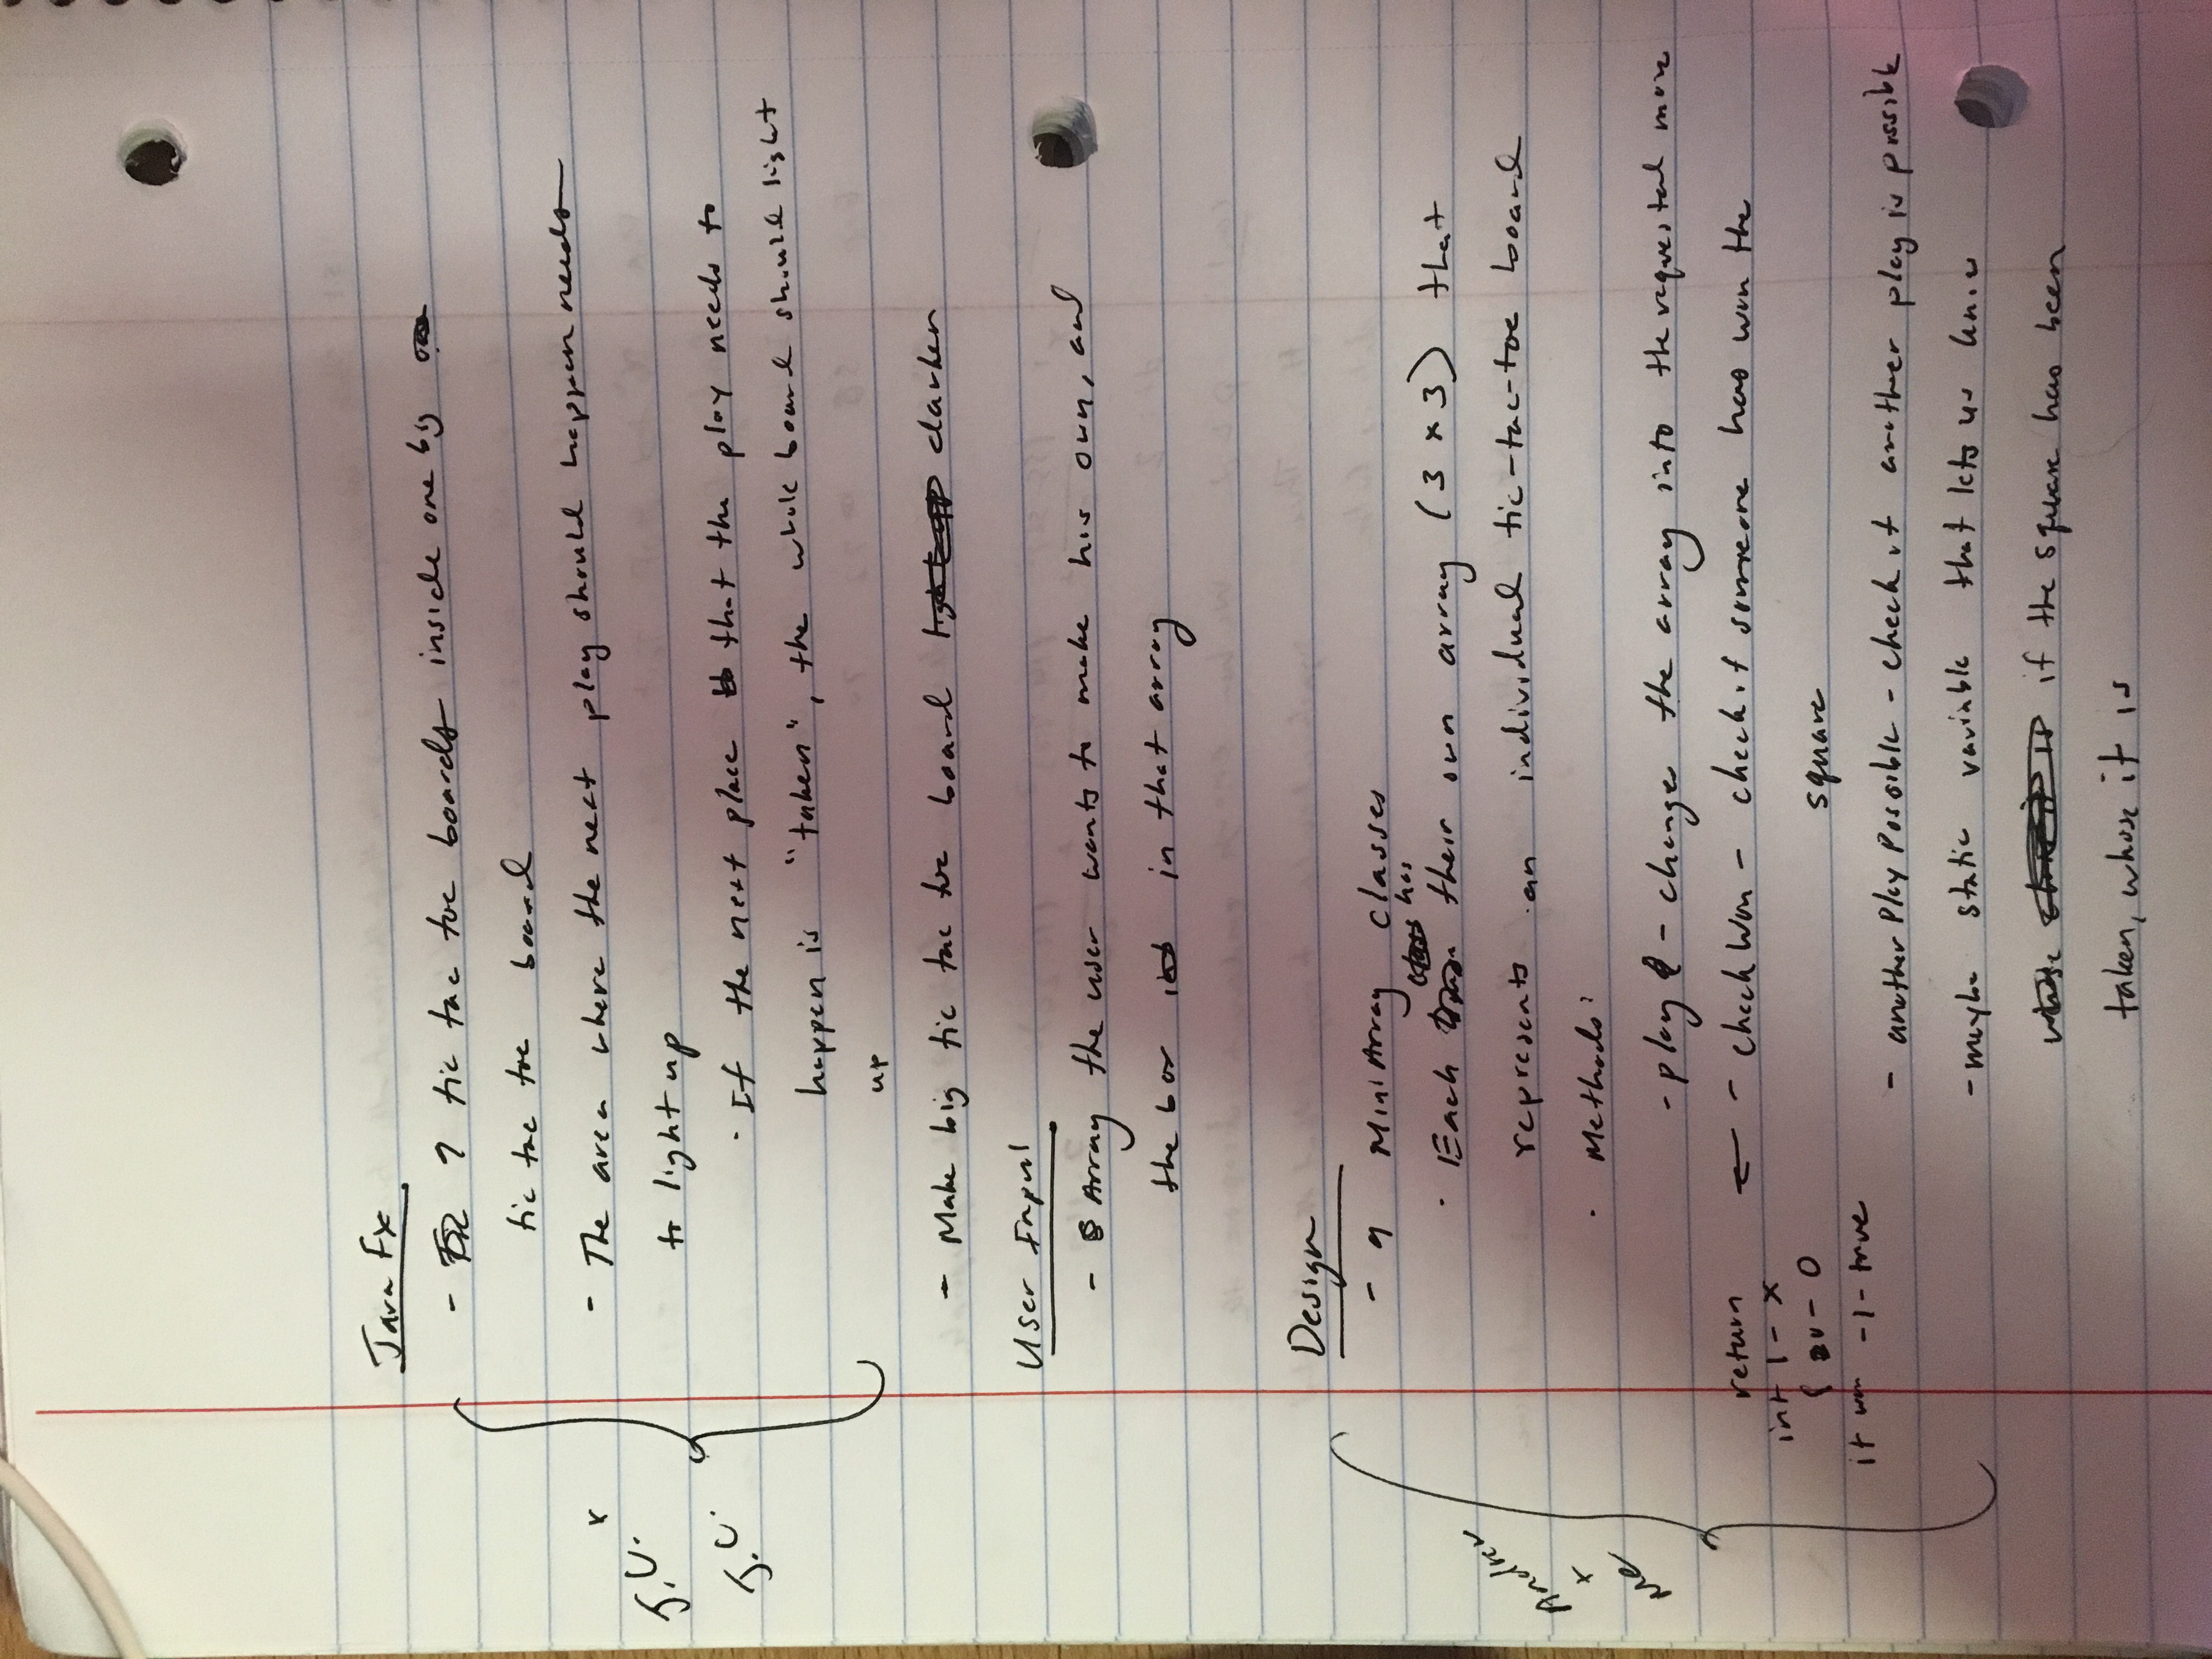 Java Fx
- 9 tic tac toe boards inside one big
tic tac toe board
- The area where the next play should happen needs
to light up
J.V. +
J.C.
· If the next place that the play needs to
happen is "taken", the whole board should light
up
- Make big tic tac toe board darker
User Input
- Array the user wants to make his own, and
the box in that array
Design
- 9 MiniArray classes
has
· Each their own array (3 x 3) that
represents an individual tic-tac-toe board
Andrew
+
Me
· Methods:
- play - changes the array into the requested move
return ← - check Won - check if someone has won the
int 1 - X
0 - O
square
if won -1 - true
- another Play Possible - check if another play is possible
- maybe static variable that lets us know
if the square has been
taken, whose it is